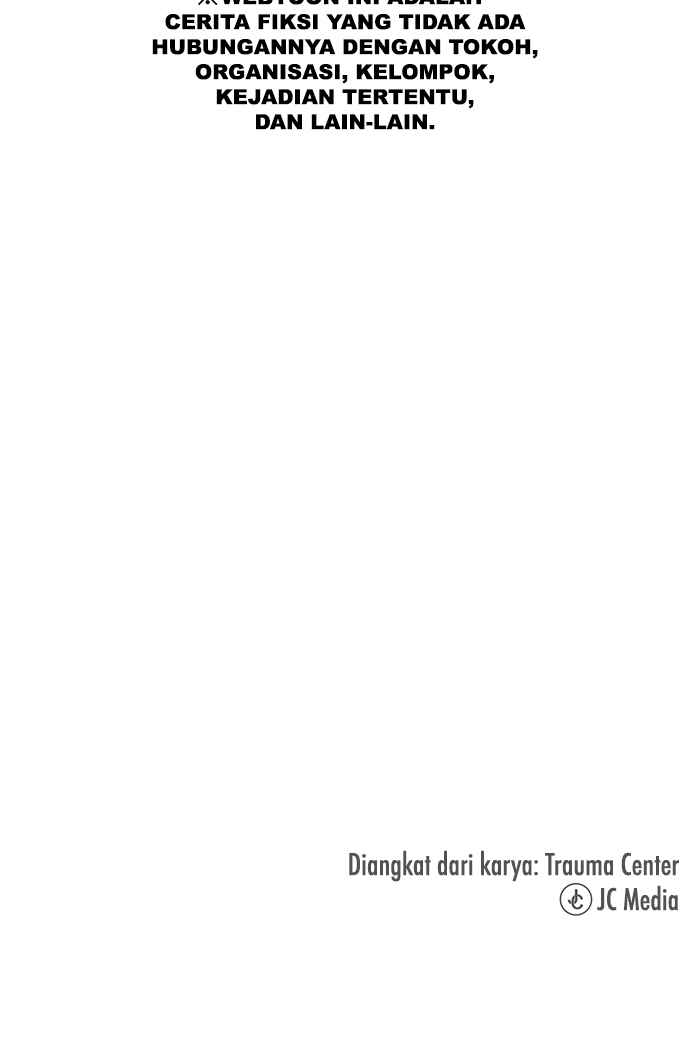 ※WEBTOON INI ADALAH
CERITA FIKSI YANG TIDAK ADA
HUBUNGANNYA DENGAN TOKOH,
ORGANISASI, KELOMPOK,
KEJADIAN TERTENTU,
DAN LAIN-LAIN.
Diangkat dari karya: Trauma Center
JC JC Media